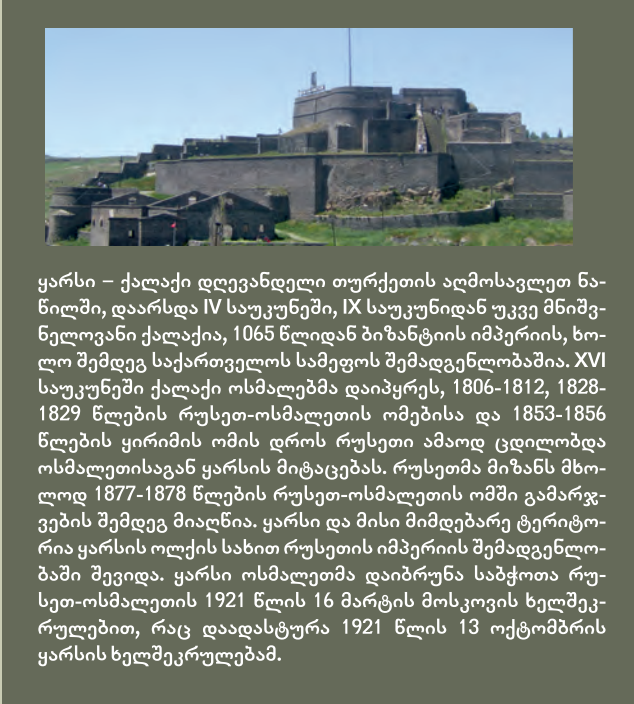 ყარსი – ქალაქი დღევანდელი თურქეთის აღმოსავლეთ ნა-
წილში, დაარსდა IV საუკუნეში, IX საუკუნიდან უკვე მნიშვ-
ნელოვანი ქალაქია, 1065 წლიდან ბიზანტიის იმპერიის, ხო-
ლო შემდეგ საქართველოს სამეფოს შემადგენლობაშია. XVI
საუკუნეში ქალაქი ოსმალებმა დაიპყრეს, 1806-1812, 1828-
1829 წლების რუსეთ-ოსმალეთის ომებისა და 1853-1856
წლების ყირიმის ომის დროს რუსეთი ამაოდ ცდილობდა
ოსმალეთისაგან ყარსის მიტაცებას. რუსეთმა მიზანს მხო-
ლოდ 1877-1878 წლების რუსეთ-ოსმალეთის ომში გამარჯ-
ვების შემდეგ მიაღწია. ყარსი და მისი მიმდებარე ტერიტო-
რია ყარსის ოლქის სახით რუსეთის იმპერიის შემადგენლო-
ბაში შევიდა. ყარსი ოსმალეთმა დაიბრუნა საბჭოთა რუ-
სეთ-ოსმალეთის 1921 წლის 16 მარტის მოსკოვის ხელშეკ-
რულებით, რაც დაადასტურა 1921 წლის 13 ოქტომბრის
ყარსის ხელშეკრულებამ.